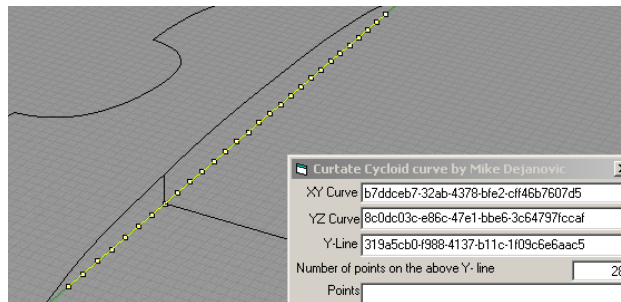 Curtate Cycloid curve by Mike Dejanovic
XY Curve b7ddceb7-32ab-4378-bfe2-cff46b7607d5
YZ Curve 8c0dc03c-e86c-47e1-bbe6-3c64797fccaf
Y-Line 319a5cb0-f988-4137-b11c-1f09c6e6aac5
Number of points on the above Y- line 28
Points